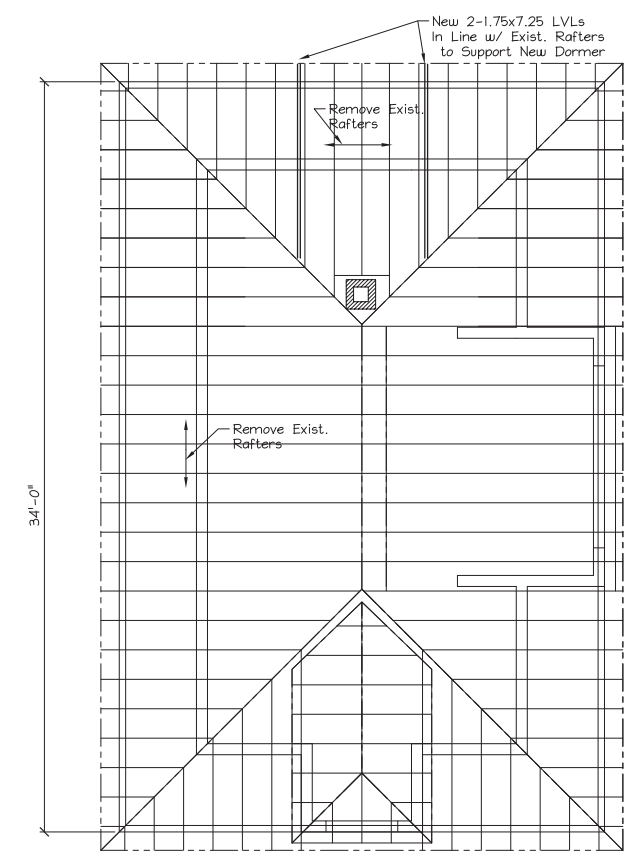 New 2-1.75x7.25 LVLs
In Line w/ Exist. Rafters
to Support New Dormer
Remove Exist.
Rafters
Remove Exist.
Rafters
34'-0"